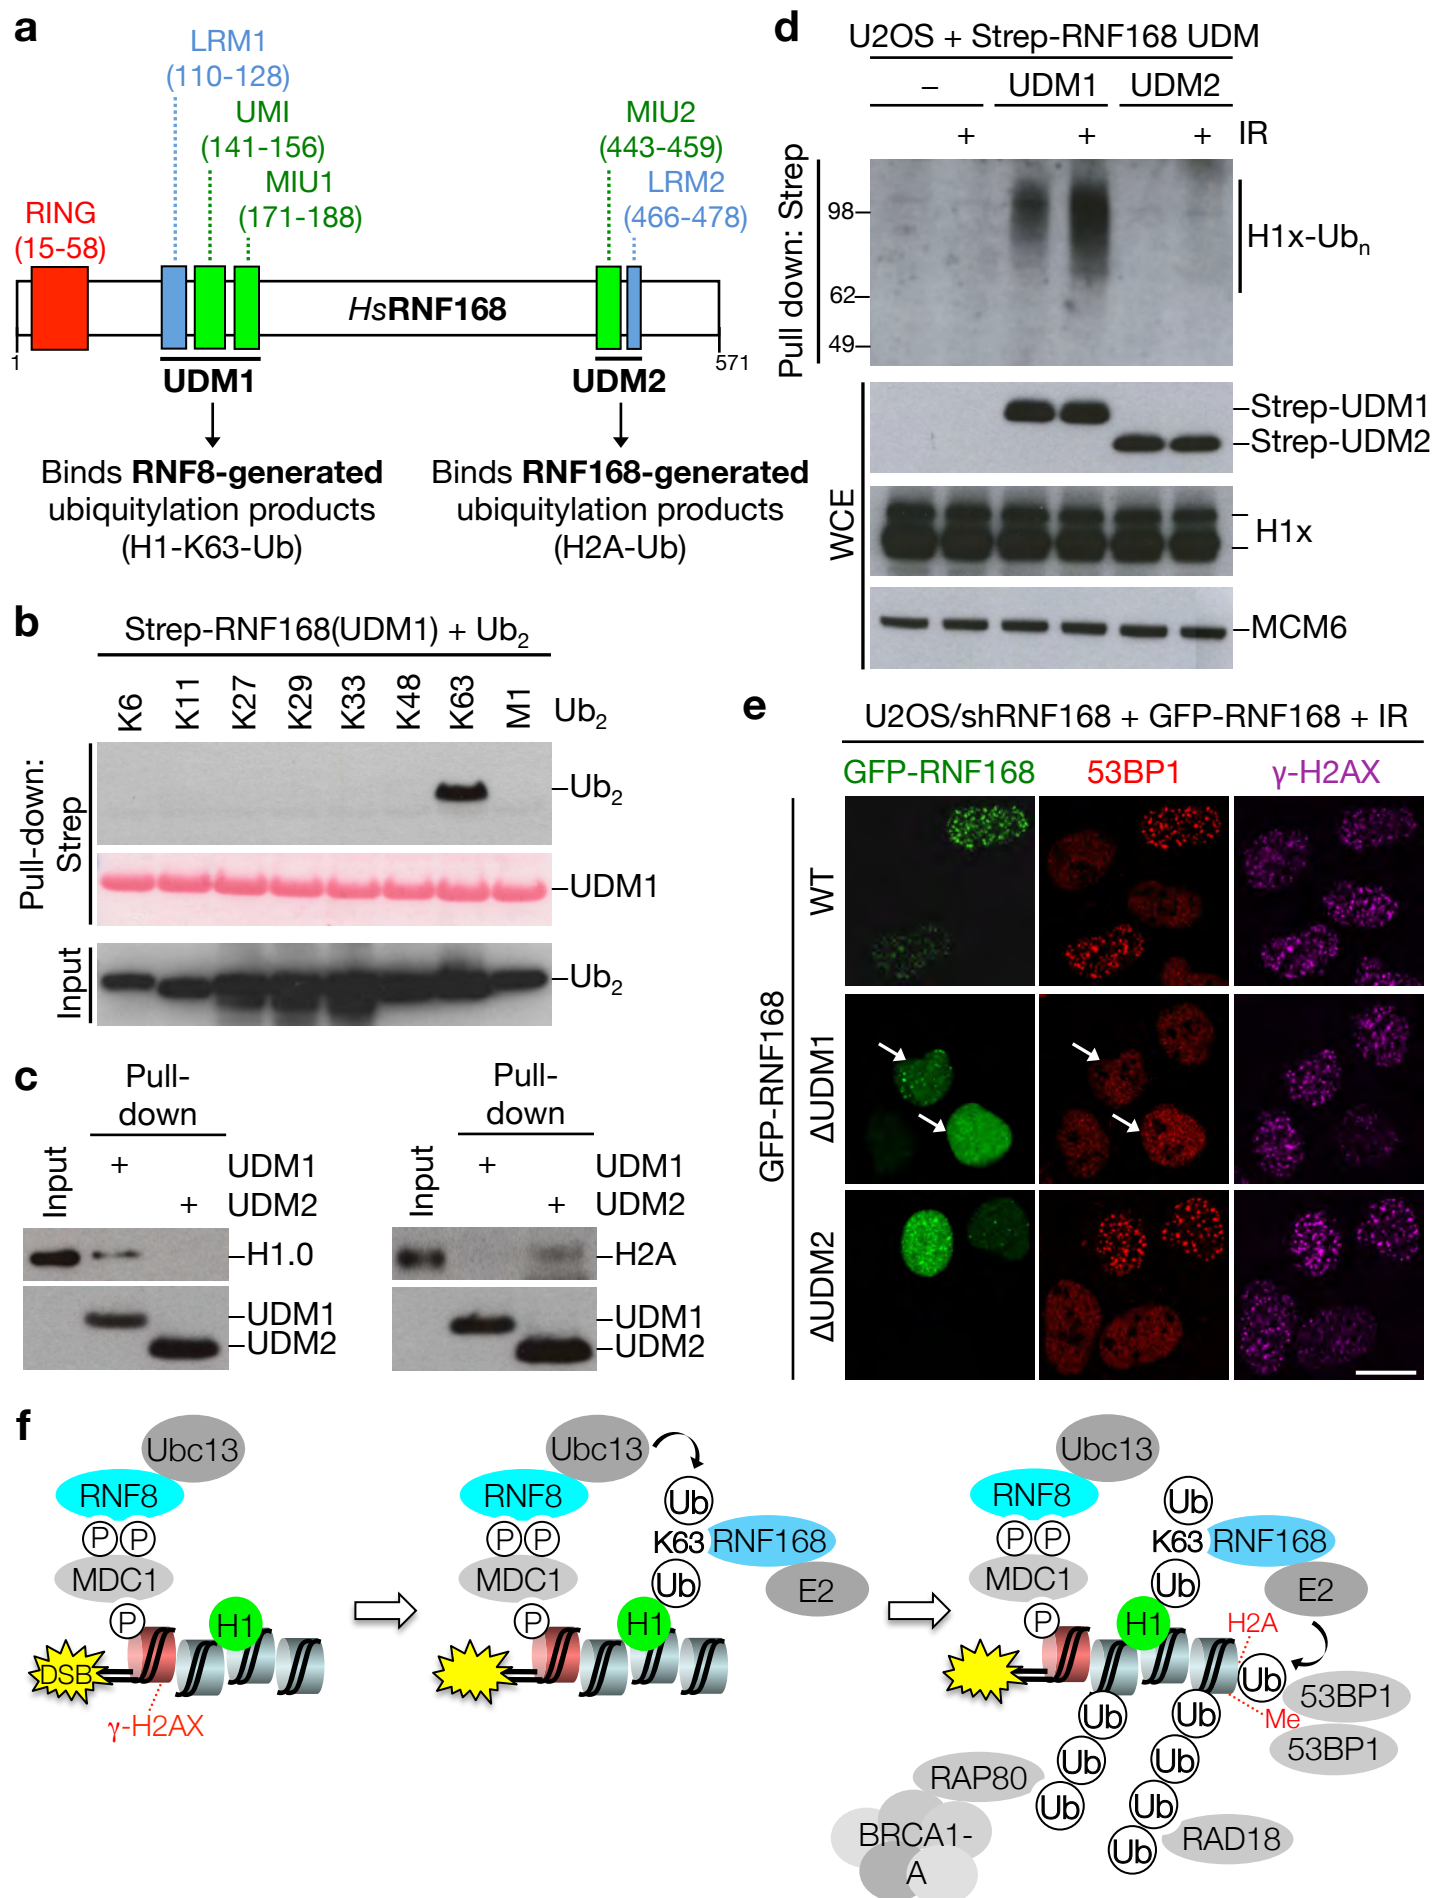 a
LRM1
(110-128)
UMI
(141-156)
MIU1
(171-188)
MIU2
(443-459)
LRM2
(466-478)
RING
(15-58)
HsRNF168
1
571
UDM1
UDM2
Binds RNF8-generated
ubiquitylation products
(H1-K63-Ub)
Binds RNF168-generated
ubiquitylation products
(H2A-Ub)
b
Strep-RNF168(UDM1) + Ub2
K6 K11 K27 K29 K33 K48 K63 M1 Ub2
Pull-down:
Strep
–Ub2
–UDM1
Input
–Ub2
c
Pull-
down
Input
+ UDM1
+ UDM2
–H1.0
–UDM1
–UDM2
Pull-
down
Input
+ UDM1
+ UDM2
–H2A
–UDM1
–UDM2
d
U2OS + Strep-RNF168 UDM
– UDM1 UDM2
+ + + IR
Pull down: Strep
98–
62–
49–
H1x-Ubn
WCE
–Strep-UDM1
–Strep-UDM2
H1x
–MCM6
e
U2OS/shRNF168 + GFP-RNF168 + IR
GFP-RNF168 53BP1 γ-H2AX
GFP-RNF168
WT
ΔUDM1
ΔUDM2
f
Ubc13
RNF8
P P
MDC1
P
H1
DSB
γ-H2AX
Ubc13
RNF8
P P
MDC1
P
H1
Ub
K63
Ub
RNF168
E2
Ubc13
RNF8
P P
MDC1
P
H1
Ub
K63
Ub
RNF168
E2
H2A
Ub
53BP1
Me
53BP1
Ub
Ub
Ub
RAP80
BRCA1-
A
Ub
Ub
Ub
Ub
RAD18